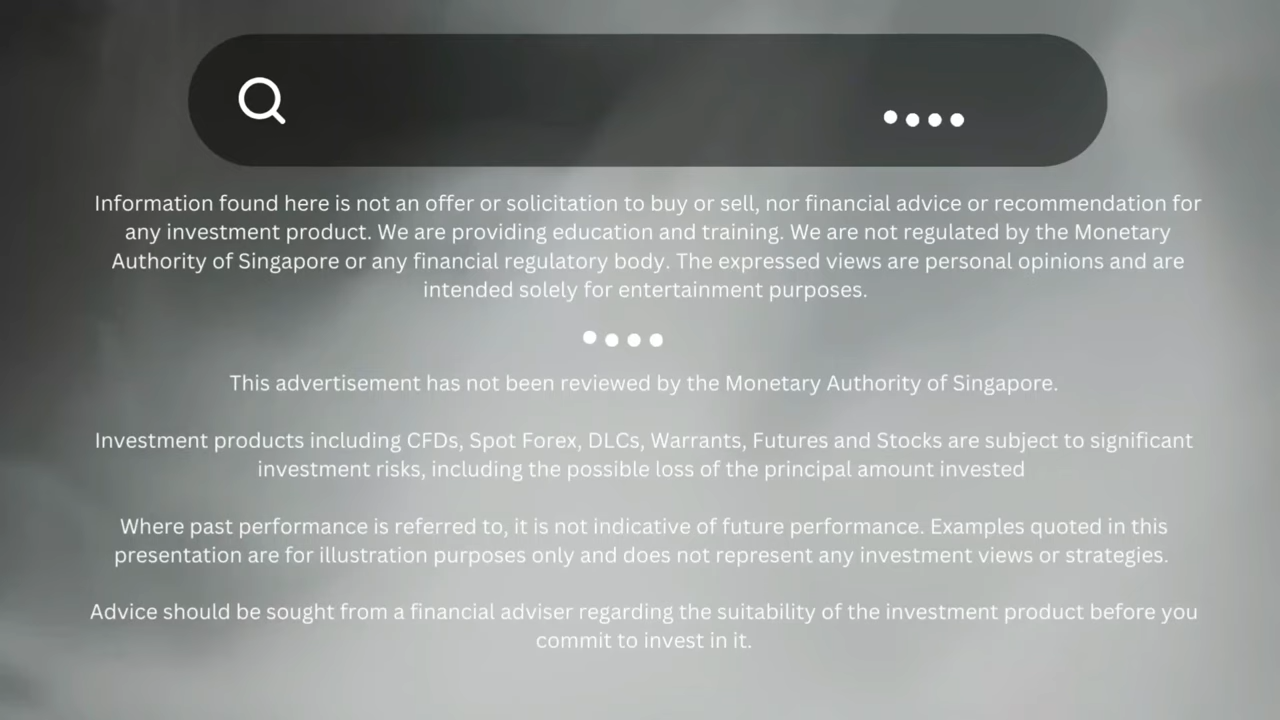 Information found here is not an offer or solicitation to buy or sell, nor financial advice or recommendation for
any investment product. We are providing education and training. We are not regulated by the Monetary
Authority of Singapore or any financial regulatory body. The expressed views are personal opinions and are
intended solely for entertainment purposes.
This advertisement has not been reviewed by the Monetary Authority of Singapore.
Investment products including CFDs, Spot Forex, DLCs, Warrants, Futures and Stocks are subject to significant
investment risks, including the possible loss of the principal amount invested
Where past performance is referred to, it is not indicative of future performance. Examples quoted in this
presentation are for illustration purposes only and does not represent any investment views or strategies.
Advice should be sought from a financial adviser regarding the suitability of the investment product before you
commit to invest in it.